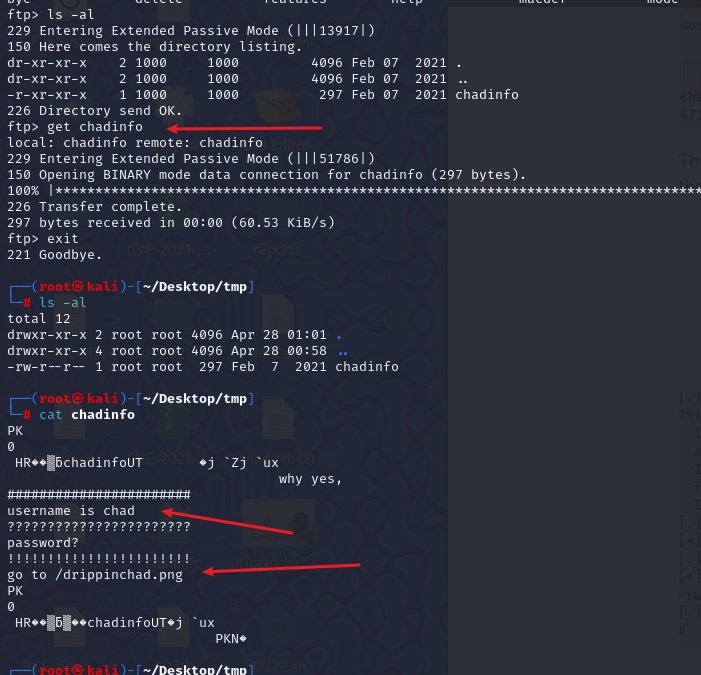 bye delete features help macdef mode
ftp> ls -al
229 Entering Extended Passive Mode (|||13917|)
150 Here comes the directory listing.
dr-xr-xr-x    2 1000     1000         4096 Feb 07  2021 .
dr-xr-xr-x    2 1000     1000         4096 Feb 07  2021 ..
-r-xr-xr-x    1 1000     1000          297 Feb 07  2021 chadinfo
226 Directory send OK.
ftp> get chadinfo
local: chadinfo remote: chadinfo
229 Entering Extended Passive Mode (|||51786|)
150 Opening BINARY mode data connection for chadinfo (297 bytes).
100% |**********************************************************************************
226 Transfer complete.
297 bytes received in 00:00 (60.53 KiB/s)
ftp> exit
221 Goodbye.
┌──(root㉿kali)-[~/Desktop/tmp]
└─# ls -al
total 12
drwxr-xr-x 2 root root 4096 Apr 28 01:01 .
drwxr-xr-x 4 root root 4096 Apr 28 00:58 ..
-rw-r--r-- 1 root root  297 Feb  7  2021 chadinfo
┌──(root㉿kali)-[~/Desktop/tmp]
└─# cat chadinfo
PK
0
HR��▒ƃchadinfoUT �j `Zj `ux
why yes,
#######################
username is chad
???????????????????????
password?
!!!!!!!!!!!!!!!!!!!!!!!
go to /drippinchad.png
PK
0
HR��▒ƃ▒��chadinfoUT�j `ux
PKN�
┌──(root㉿kali)-[~/Desktop/tmp]